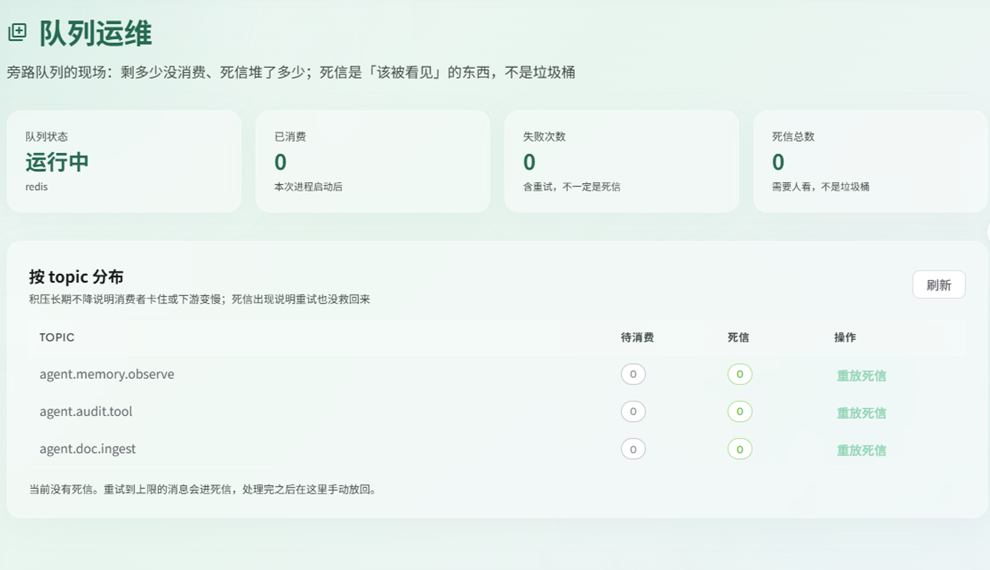 队列运维
旁路队列的现场：剩多少没消费、死信堆了多少；死信是「该被看见」的东西，不是垃圾桶
队列状态
运行中
redis
已消费
0
本次进程启动后
失败次数
0
含重试，不一定是死信
死信总数
0
需要人看，不是垃圾桶
按 topic 分布
积压长期不降说明消费者卡住或下游变慢；死信出现说明重试也没救回来
刷新
TOPIC 待消费 死信 操作
agent.memory.observe 0 0 重放死信
agent.audit.tool 0 0 重放死信
agent.doc.ingest 0 0 重放死信
当前没有死信。重试到上限的消息会进死信，处理完之后在这里手动放回。